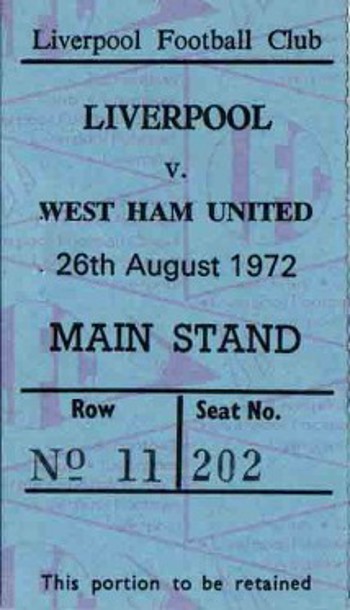 Liverpool Football Club
LIVERPOOL
v.
WEST HAM UNITED
26th August 1972
MAIN STAND
Row Seat No.
Nº 11 202
This portion to be retained